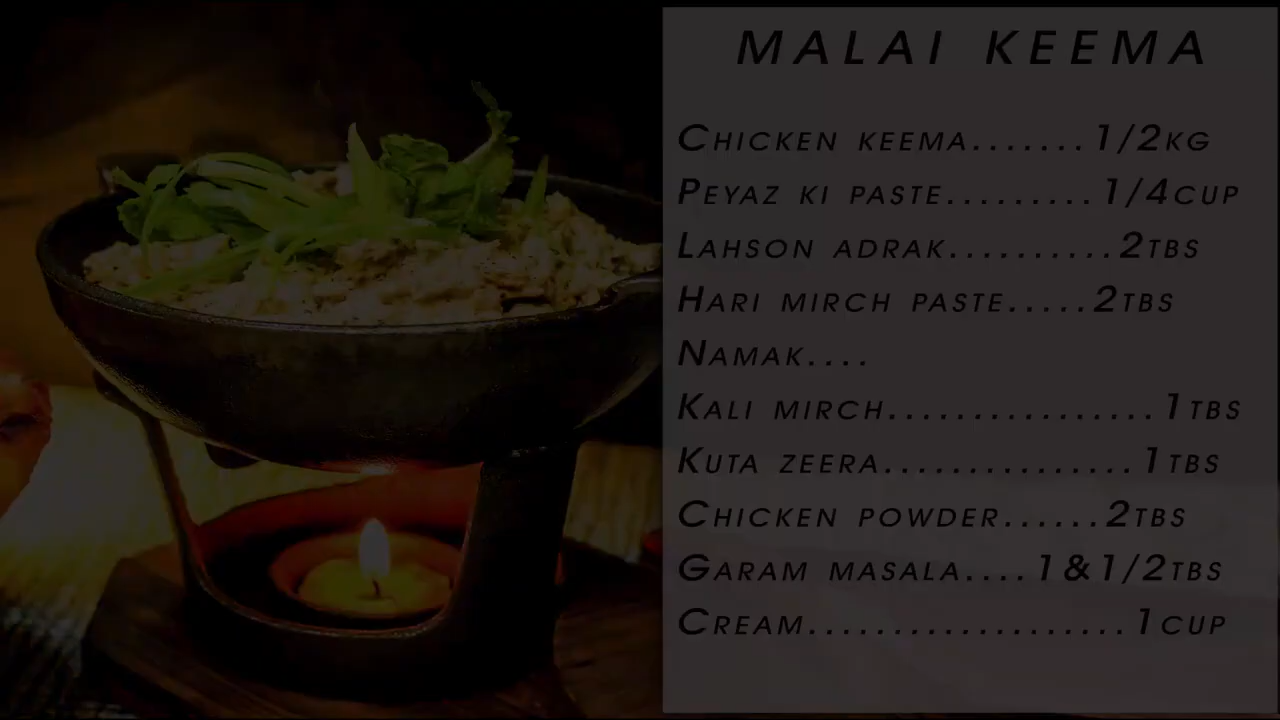 MALAI KEEMA
CHICKEN KEEMA.......1/2KG
PEYAZ KI PASTE.........1/4CUP
LAHSON ADRAK..........2TBS
HARI MIRCH PASTE.....2TBS
NAMAK....
KALI MIRCH................1TBS
KUTA ZEERA...............1TBS
CHICKEN POWDER......2TBS
GARAM MASALA....1&1/2TBS
CREAM...................1CUP